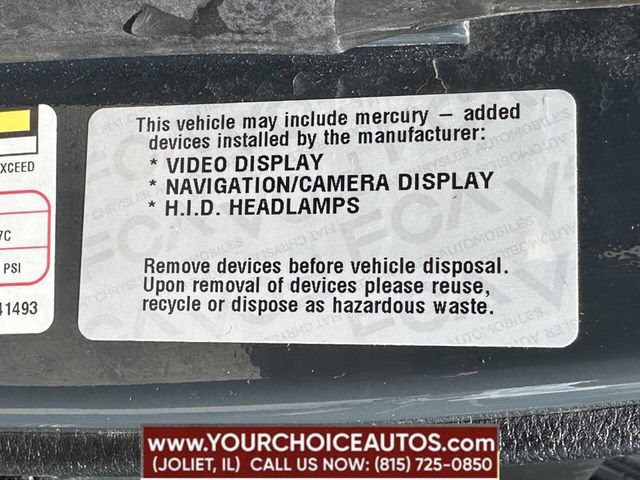 This vehicle may include mercury – added
devices installed by the manufacturer:
* VIDEO DISPLAY
* NAVIGATION/CAMERA DISPLAY
* H.I.D. HEADLAMPS
Remove devices before vehicle disposal.
Upon removal of devices please reuse,
recycle or dispose as hazardous waste.
EXCEED
7C
PSI
41493
WWW.YOURCHOICEAUTOS.COM
(JOLIET, IL) CALL US NOW: (815) 725-0850